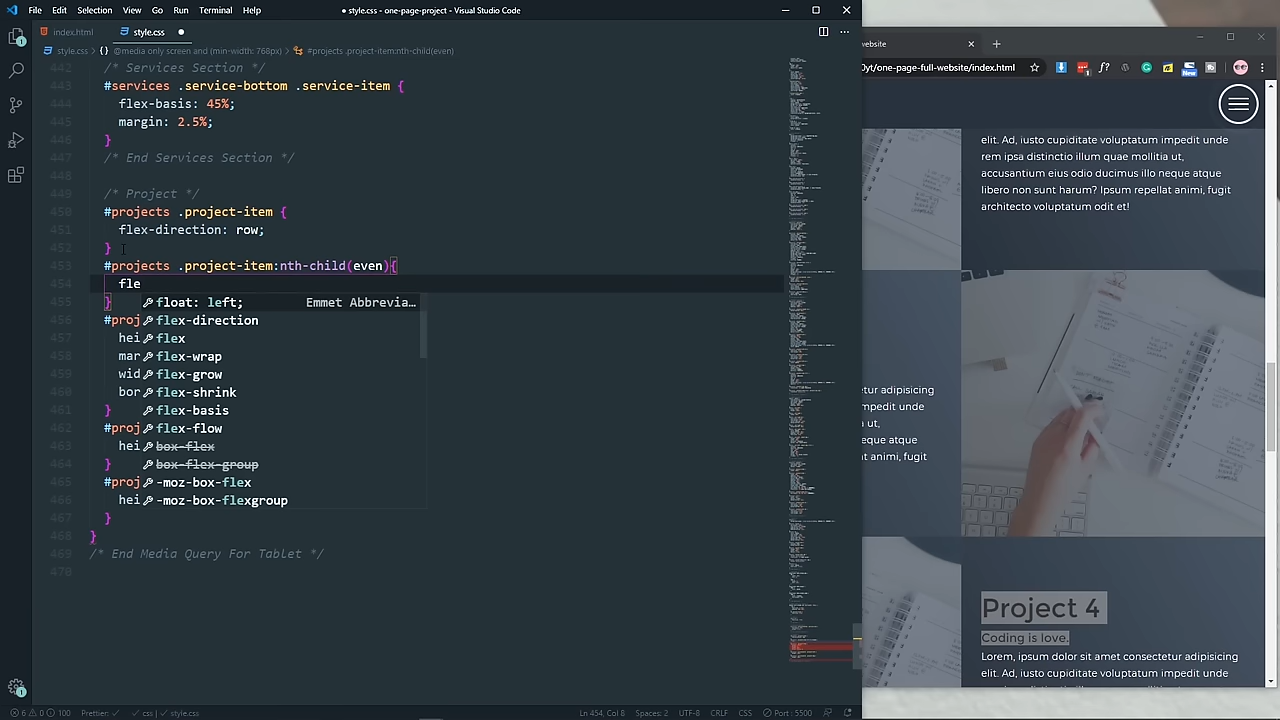 File Edit Selection View Go Run Terminal Help
● style.css - one-page-project - Visual Studio Code
index.html style.css
style.css @media only screen and (min-width: 768px) #projects .project-item:nth-child(even)
442 /* Services Section */
443 #services .service-bottom .service-item {
444 flex-basis: 45%;
445 margin: 2.5%;
446
447 * End Services Section */
448
449 * Project */
450 #projects .project-item {
451 flex-direction: row;
452 }
453 #projects .project-item:nth-child(even){
454 fle
455 float: left; Emmet Abbrevia…
456 #proj flex-direction
457 hei flex
458 mar flex-wrap
459 wid flex-grow
460 bor flex-shrink
461 } flex-basis
462 #proj flex-flow
463 hei box-flex
464 } box-flex-group
465 #proj -moz-box-flex
466 hei -moz-box-flexgroup
467 }
468 }
469 /* End Media Query For Tablet */
470
6 0 100 Prettier: ✓ ✓ css | ✓ style.css Ln 454, Col 8 Spaces: 2 UTF-8 CRLF CSS Port : 5500
ebsite
0yt/one-page-full-website/index.html
New
elit. Ad, iusto cupiditate voluptatum impedit unde
rem ipsa distinctio illum quae mollitia ut,
accusantium libero ducimus illo neque eaque
libero non sunt harum? Ipsum repellat animi, fugit
architecto voluptatum odit et!
etur adipisicing
mpedit unde
a ut,
eque eaque
at animi, fugit
Project 4
Coding is love
Lorem, ipsum dolor sit amet consectetur adipisicing
elit. Ad, iusto cupiditate voluptatum impedit unde